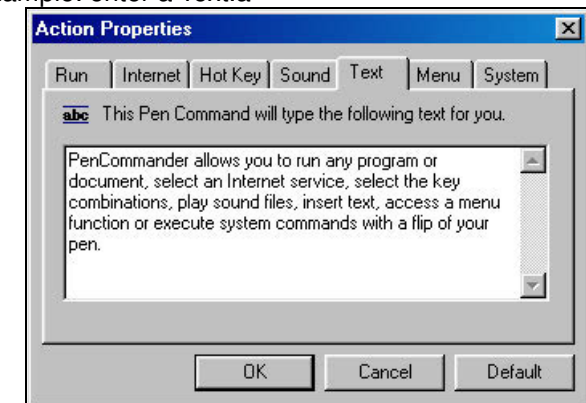 enter a
Action Properties
Run Internet Hot Key Sound Text Menu System
abc This Pen Command will type the following text for you.
PenCommander allows you to run any program or
document, select an Internet service, select the key
combinations, play sound files, insert text, access a menu
function or execute system commands with a flip of your
pen.
OK Cancel Default